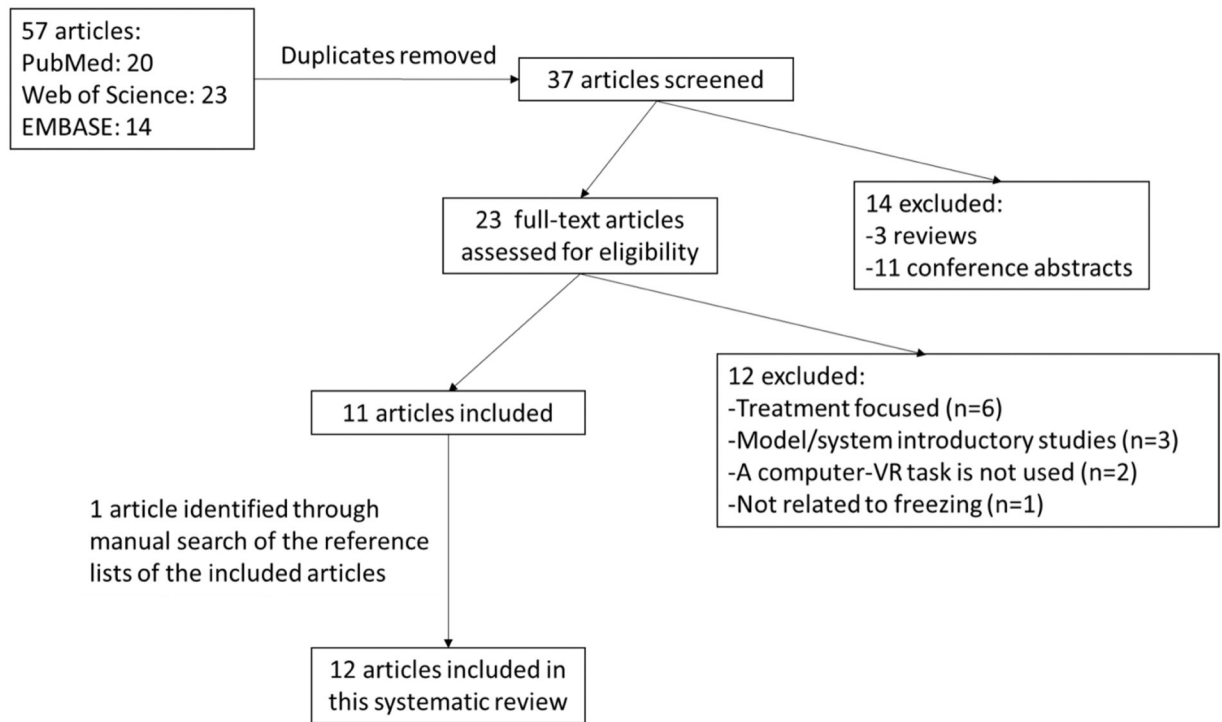 57 articles:
PubMed: 20
Web of Science: 23
EMBASE: 14
Duplicates removed
37 articles screened
14 excluded:
-3 reviews
-11 conference abstracts
23 full-text articles
assessed for eligibility
12 excluded:
-Treatment focused (n=6)
-Model/system introductory studies (n=3)
-A computer-VR task is not used (n=2)
-Not related to freezing (n=1)
11 articles included
1 article identified through
manual search of the reference
lists of the included articles
12 articles included in
this systematic review